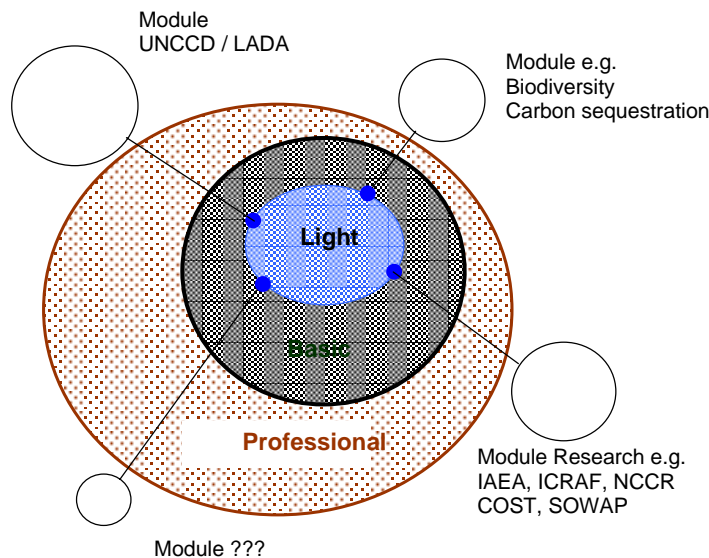 Module
UNCCD / LADA
Module e.g.
Biodiversity
Carbon sequestration
Light
Basic
Professional
Module Research e.g.
IAEA, ICRAF, NCCR
COST, SOWAP
Module ???